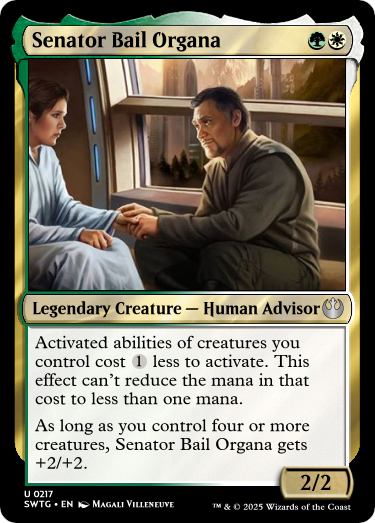 Senator Bail Organa
Legendary Creature — Human Advisor
Activated abilities of creatures you
control cost 1 less to activate. This
effect can't reduce the mana in that
cost to less than one mana.
As long as you control four or more
creatures, Senator Bail Organa gets
+2/+2.
2/2
U 0217
SWTG • EN Magali Villeneuve
™ & © 2025 Wizards of the Coast